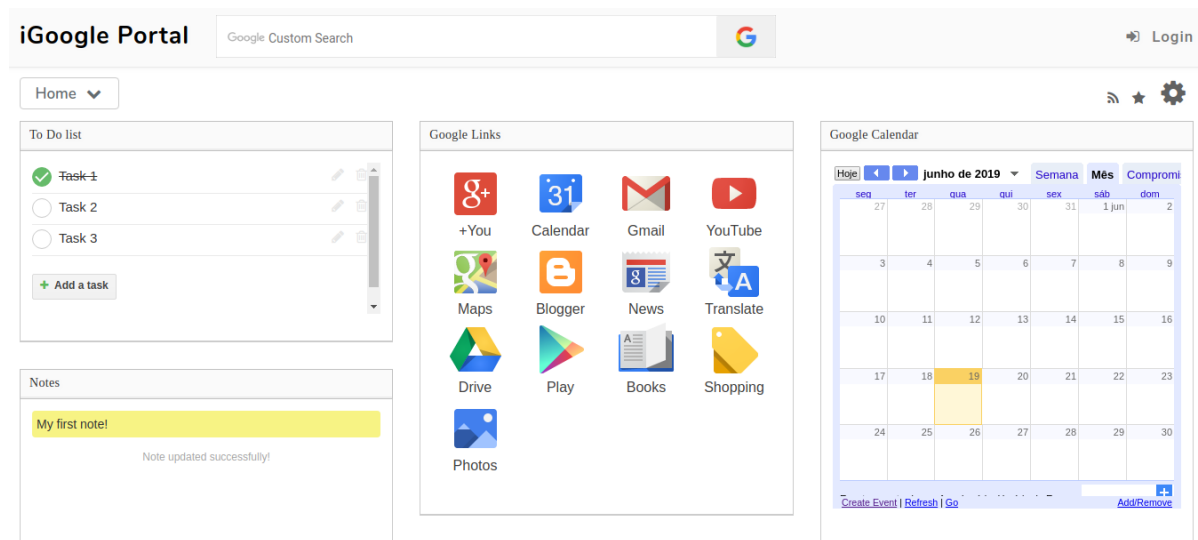 iGoogle Portal
Google Custom Search
G
Login
Home
To Do list
Task 1
Task 2
Task 3
+ Add a task
Notes
My first note!
Note updated successfully!
Google Links
8+ 31
+You Calendar Gmail YouTube
8 文 A
Maps Blogger News Translate
A
Drive Play Books Shopping
Photos
Google Calendar
Hoje junho de 2019 Semana Mês Compromi
seg ter qua qui sex sáb dom
27 28 29 30 31 1 jun 2
3 4 5 6 7 8 9
10 11 12 13 14 15 16
17 18 19 20 21 22 23
24 25 26 27 28 29 30
Create Event | Refresh | Go Add/Remove